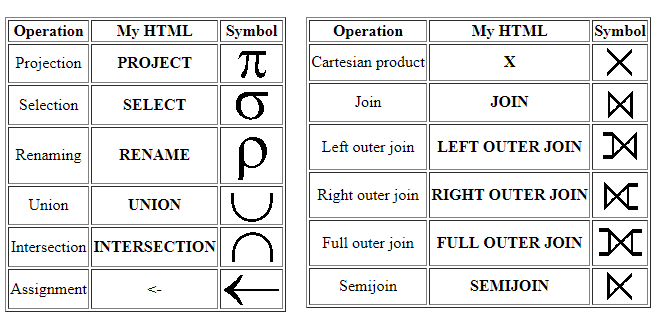 Operation My HTML Symbol
Projection PROJECT π
Selection SELECT σ
Renaming RENAME ρ
Union UNION ∪
Intersection INTERSECTION ∩
Assignment <- ←
Operation My HTML Symbol
Cartesian product X ×
Join JOIN ⋈
Left outer join LEFT OUTER JOIN ⟕
Right outer join RIGHT OUTER JOIN ⟖
Full outer join FULL OUTER JOIN ⟗
Semijoin SEMIJOIN ⋉